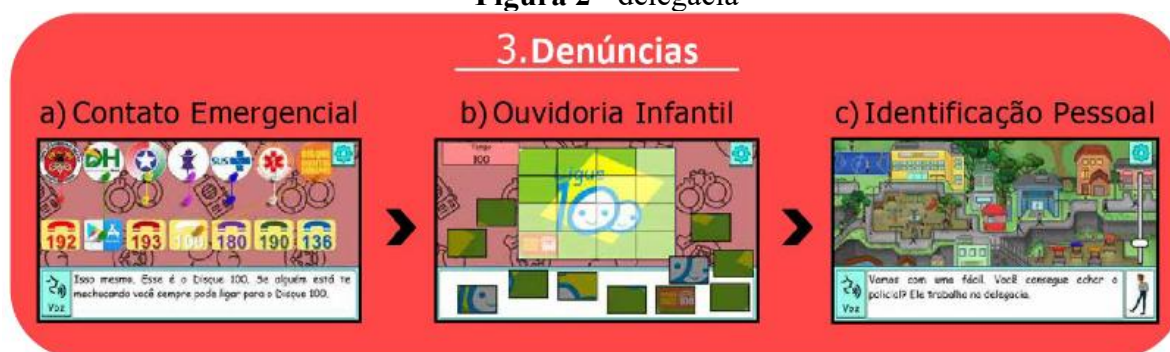 Figura 2 - delegacia
3.Denúncias
a) Contato Emergencial
b) Ouvidoria Infantil
c) Identificação Pessoal
DH
SUS
192
193
100
180
190
136
Isso mesmo. Esse é o Disque 100. Se alguém está te
machucando você sempre pode ligar para o Disque 100.
Voz
Tempo
100
Ligue
100
Vamos com uma fácil. Você consegue achar o
policial? Ele trabalha na delegacia.
Voz